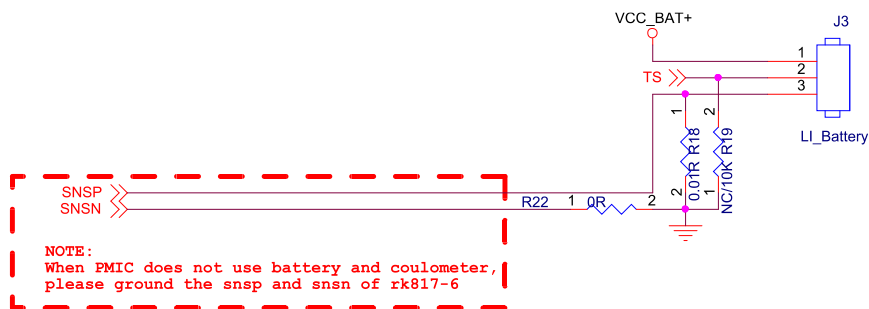 VCC_BAT+
J3
1
TS
2
3
1
2
0.01R R18
2
NC/10K R19
1
LI_Battery
SNSP
SNSN
R22
1
0R
2
NOTE:
When PMIC does not use battery and coulometer,
please ground the snsp and snsn of rk817-6